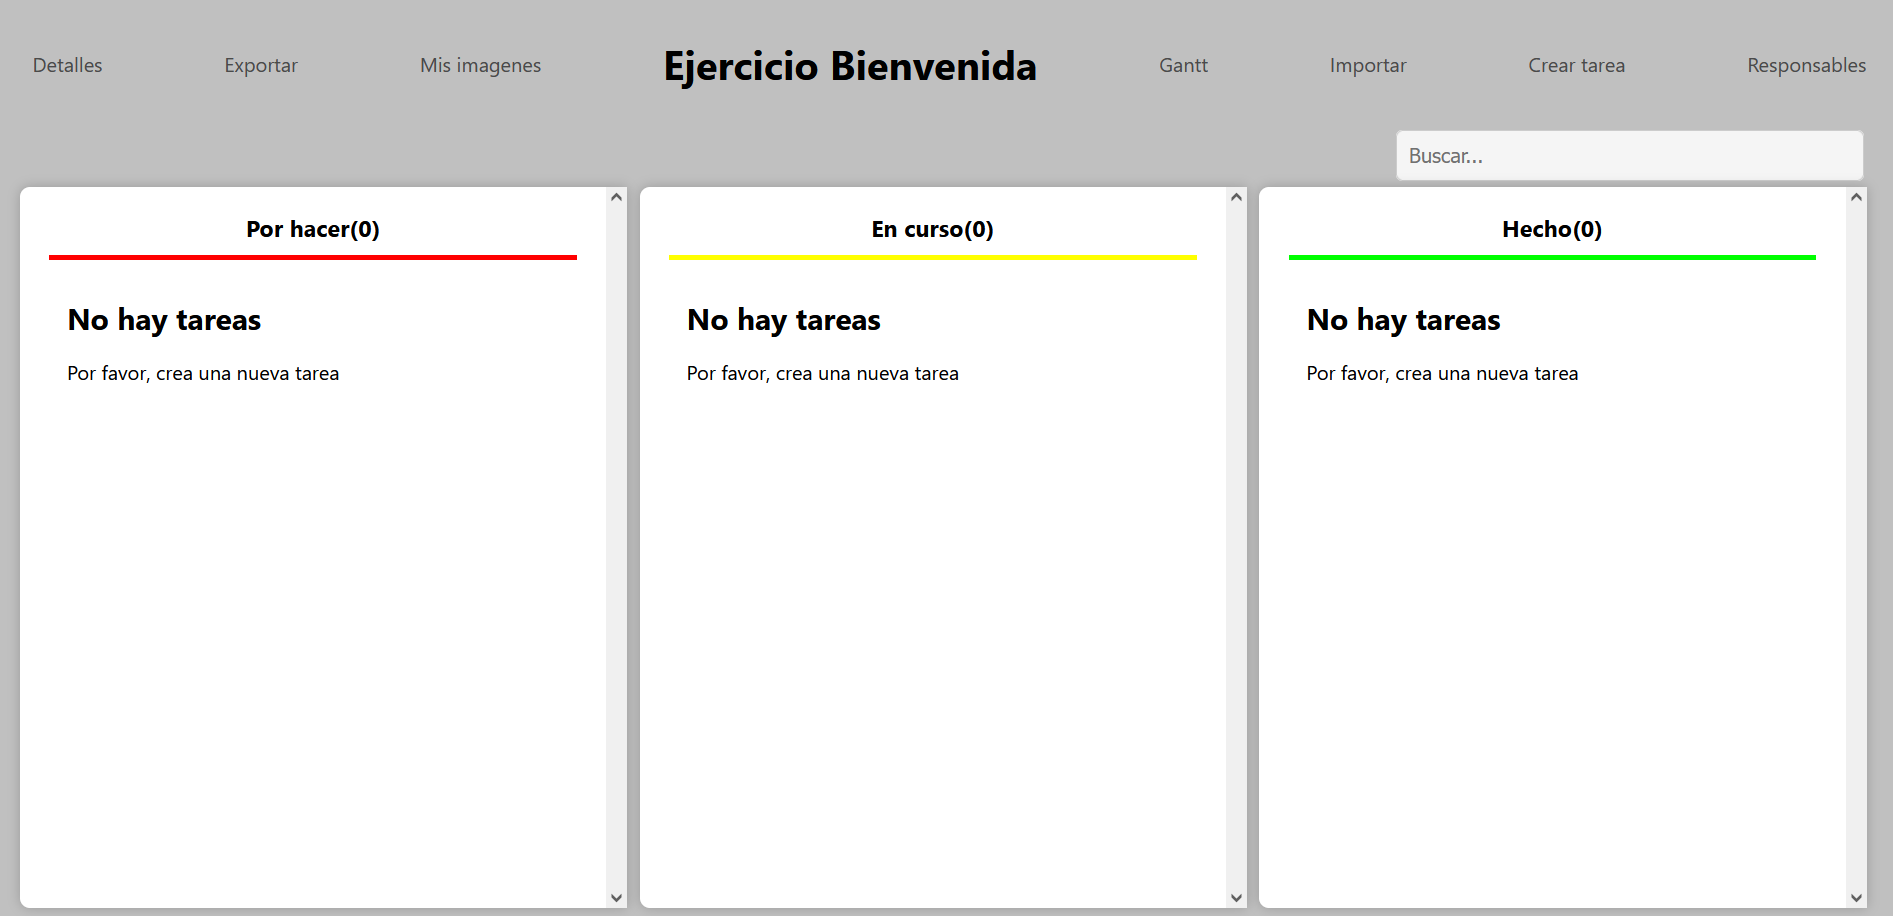 Detalles
Exportar
Mis imagenes
Ejercicio Bienvenida
Gantt
Importar
Crear tarea
Responsables
Buscar...
Por hacer(0)
No hay tareas
Por favor, crea una nueva tarea
En curso(0)
No hay tareas
Por favor, crea una nueva tarea
Hecho(0)
No hay tareas
Por favor, crea una nueva tarea